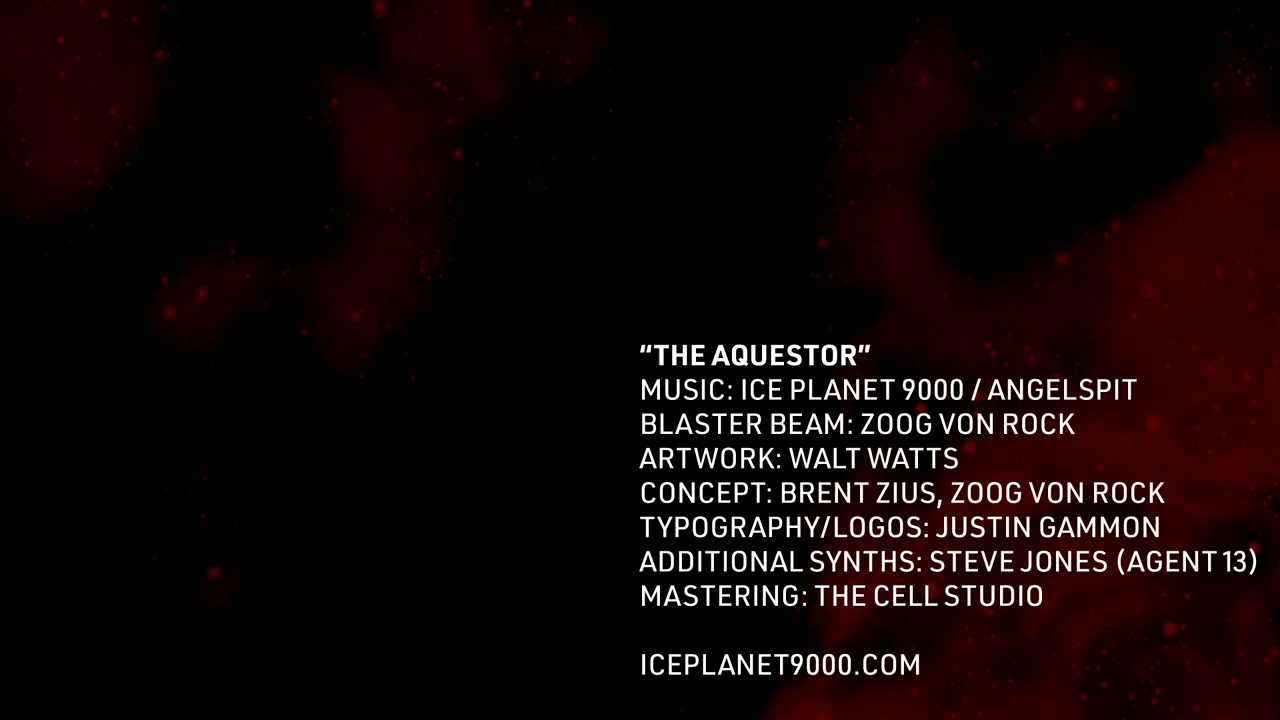 “THE AQUESTOR”
MUSIC: ICE PLANET 9000 / ANGELSPIT
BLASTER BEAM: ZOOG VON ROCK
ARTWORK: WALT WATTS
CONCEPT: BRENT ZIUS, ZOOG VON ROCK
TYPOGRAPHY/LOGOS: JUSTIN GAMMON
ADDITIONAL SYNTHS: STEVE JONES (AGENT 13)
MASTERING: THE CELL STUDIO
ICEPLANET9000.COM